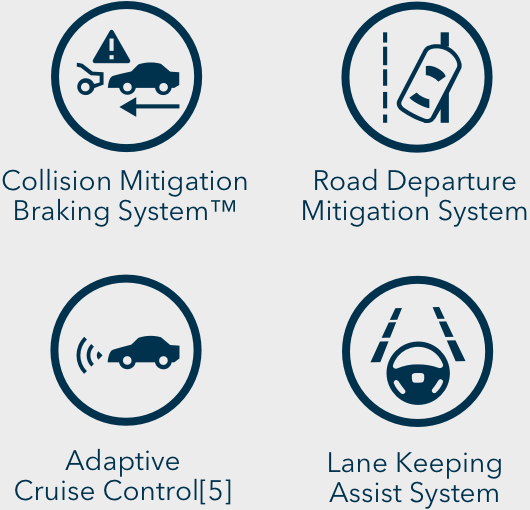 Collision Mitigation
Braking System™
Road Departure
Mitigation System
Adaptive
Cruise Control[5]
Lane Keeping
Assist System